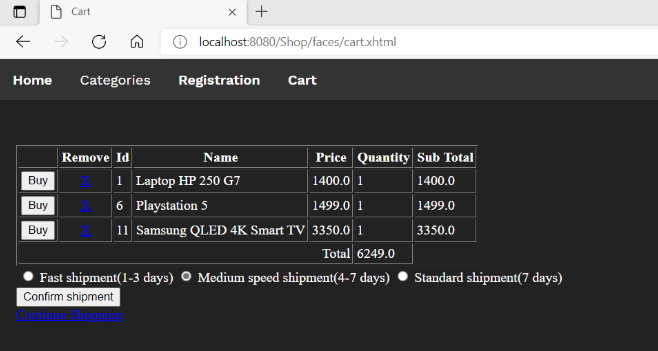 Cart
localhost:8080/Shop/faces/cart.xhtml
Home Categories Registration Cart
Remove Id Name Price Quantity Sub Total
Buy X 1 Laptop HP 250 G7 1400.0 1 1400.0
Buy X 6 Playstation 5 1499.0 1 1499.0
Buy X 11 Samsung QLED 4K Smart TV 3350.0 1 3350.0
Total 6249.0
Fast shipment(1-3 days) Medium speed shipment(4-7 days) Standard shipment(7 days)
Confirm shipment
Continue Shopping